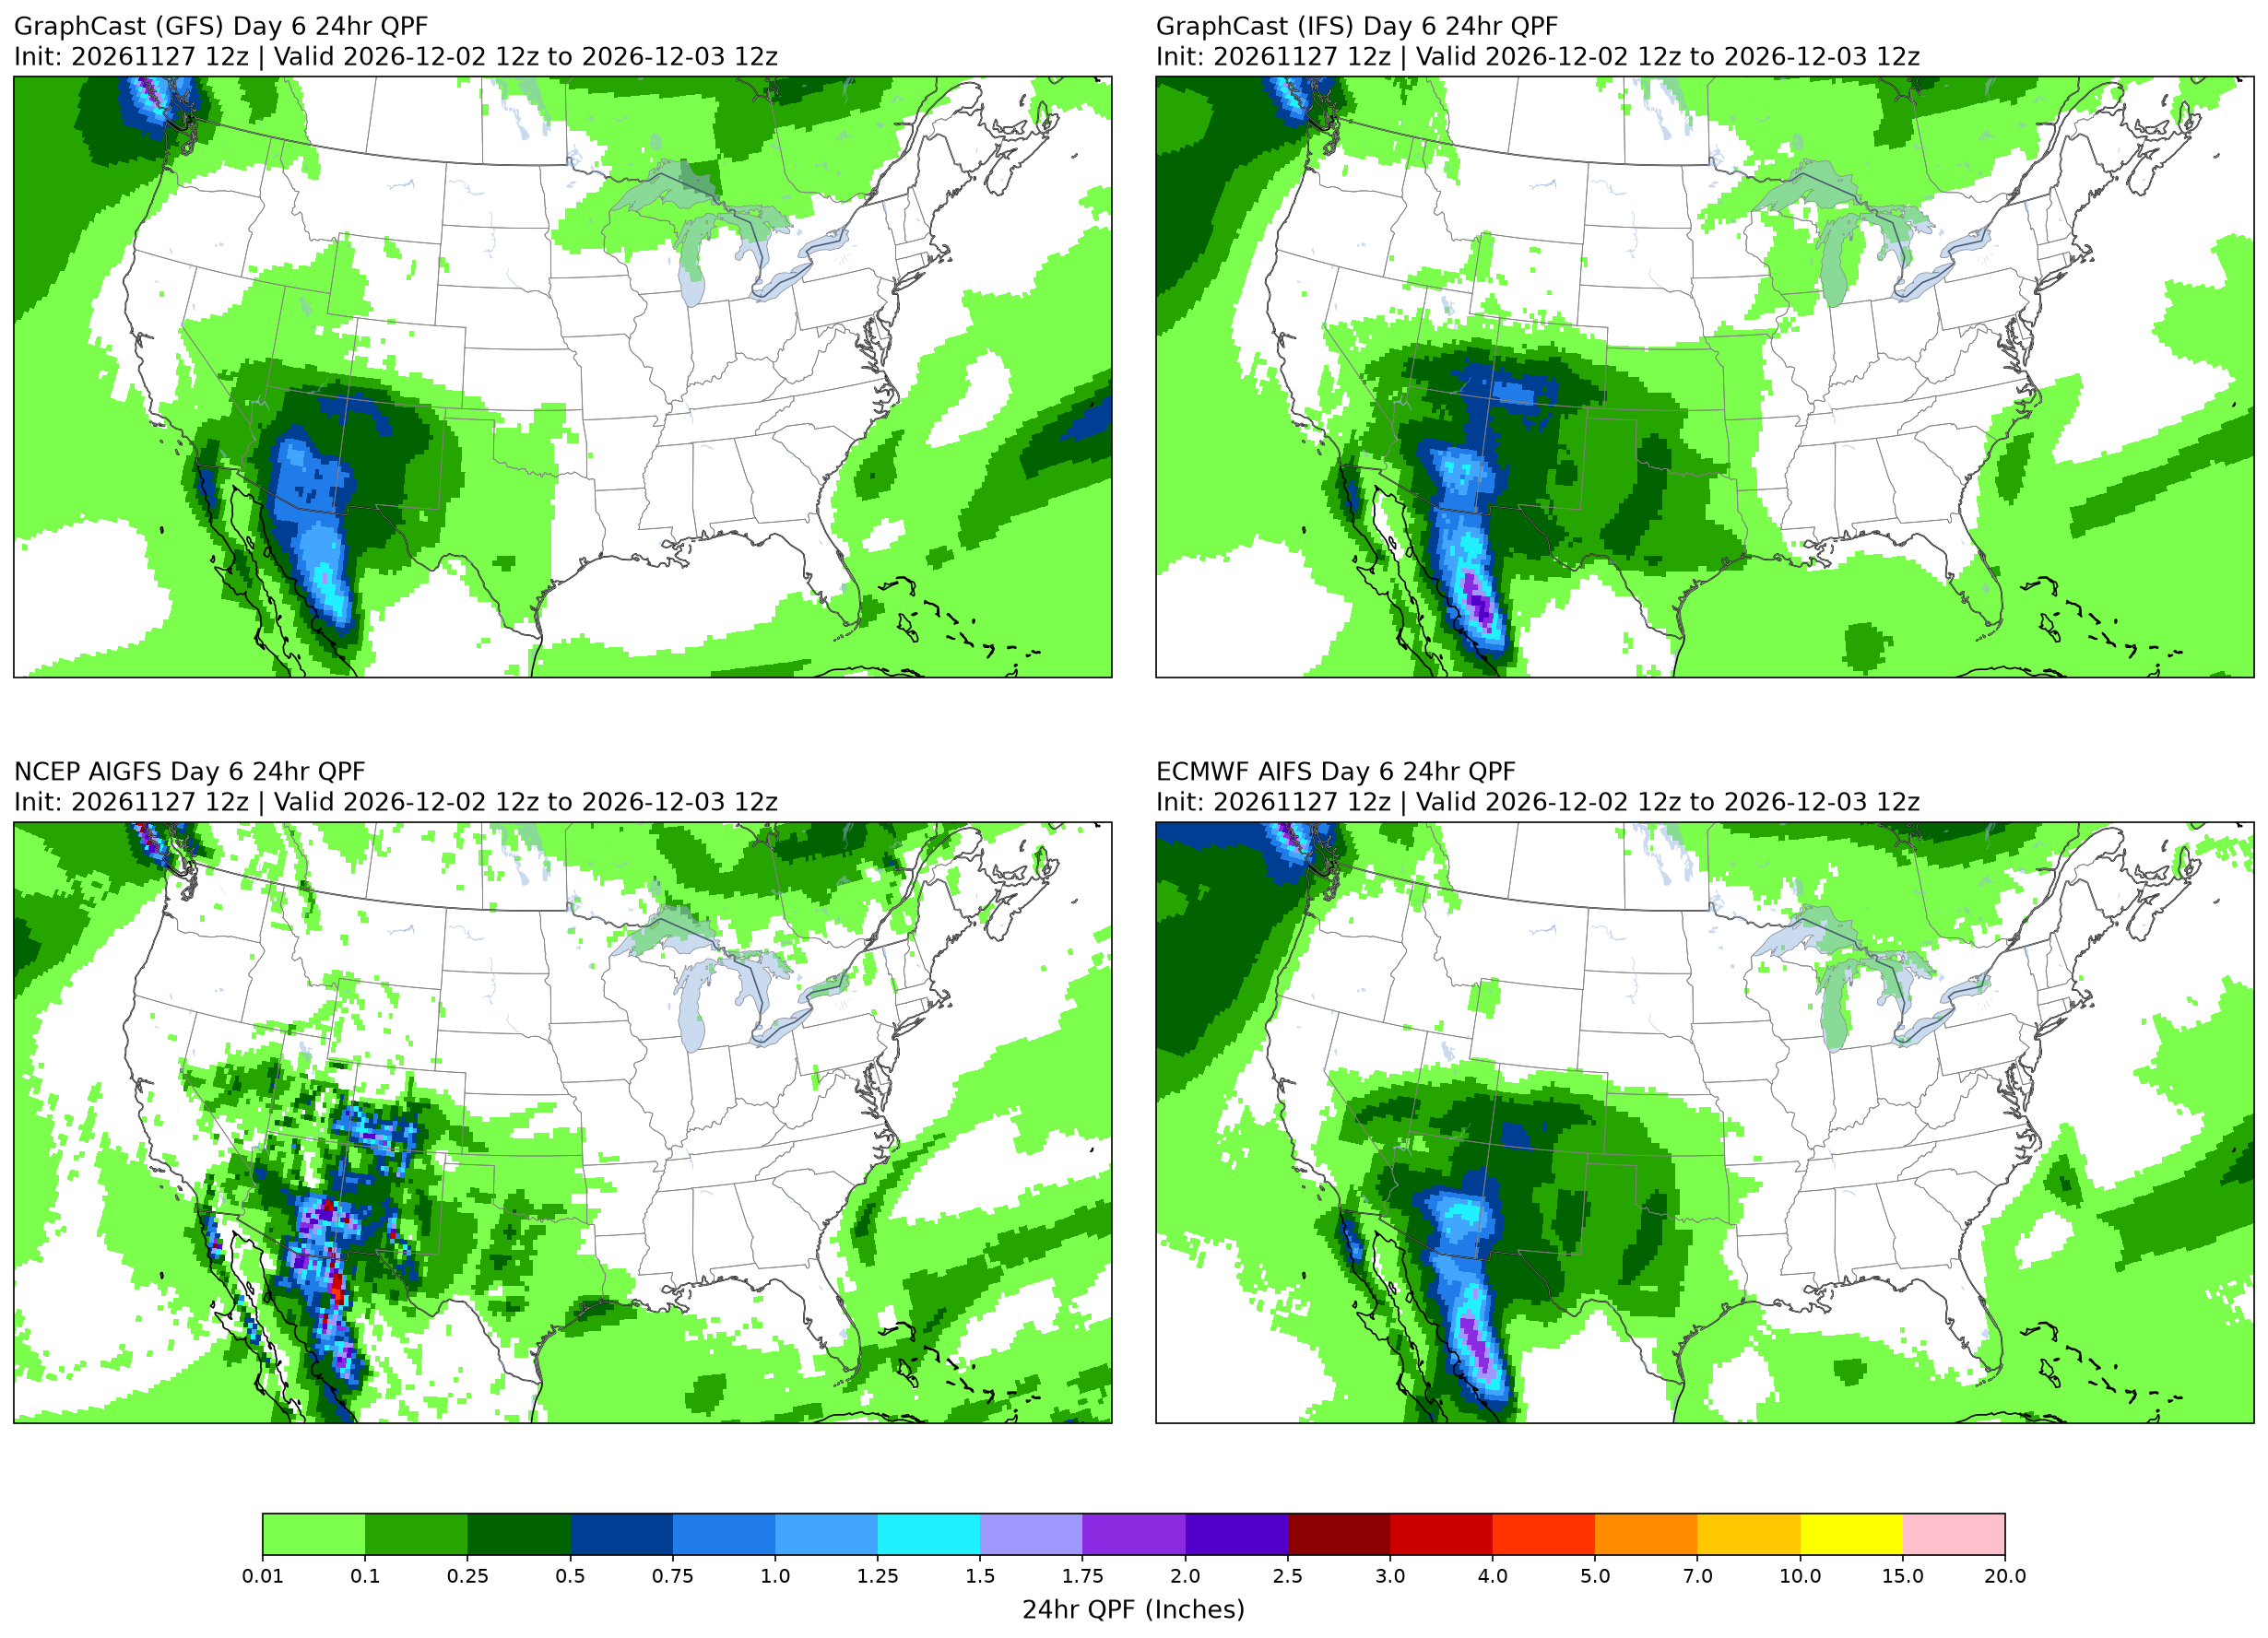 GraphCast (GFS) Day 6 24hr QPF
Init: 20261127 12z | Valid 2026-12-02 12z to 2026-12-03 12z
GraphCast (IFS) Day 6 24hr QPF
Init: 20261127 12z | Valid 2026-12-02 12z to 2026-12-03 12z
NCEP AIGFS Day 6 24hr QPF
Init: 20261127 12z | Valid 2026-12-02 12z to 2026-12-03 12z
ECMWF AIFS Day 6 24hr QPF
Init: 20261127 12z | Valid 2026-12-02 12z to 2026-12-03 12z
0.01 0.1 0.25 0.5 0.75 1.0 1.25 1.5 1.75 2.0 2.5 3.0 4.0 5.0 7.0 10.0 15.0 20.0
24hr QPF (Inches)